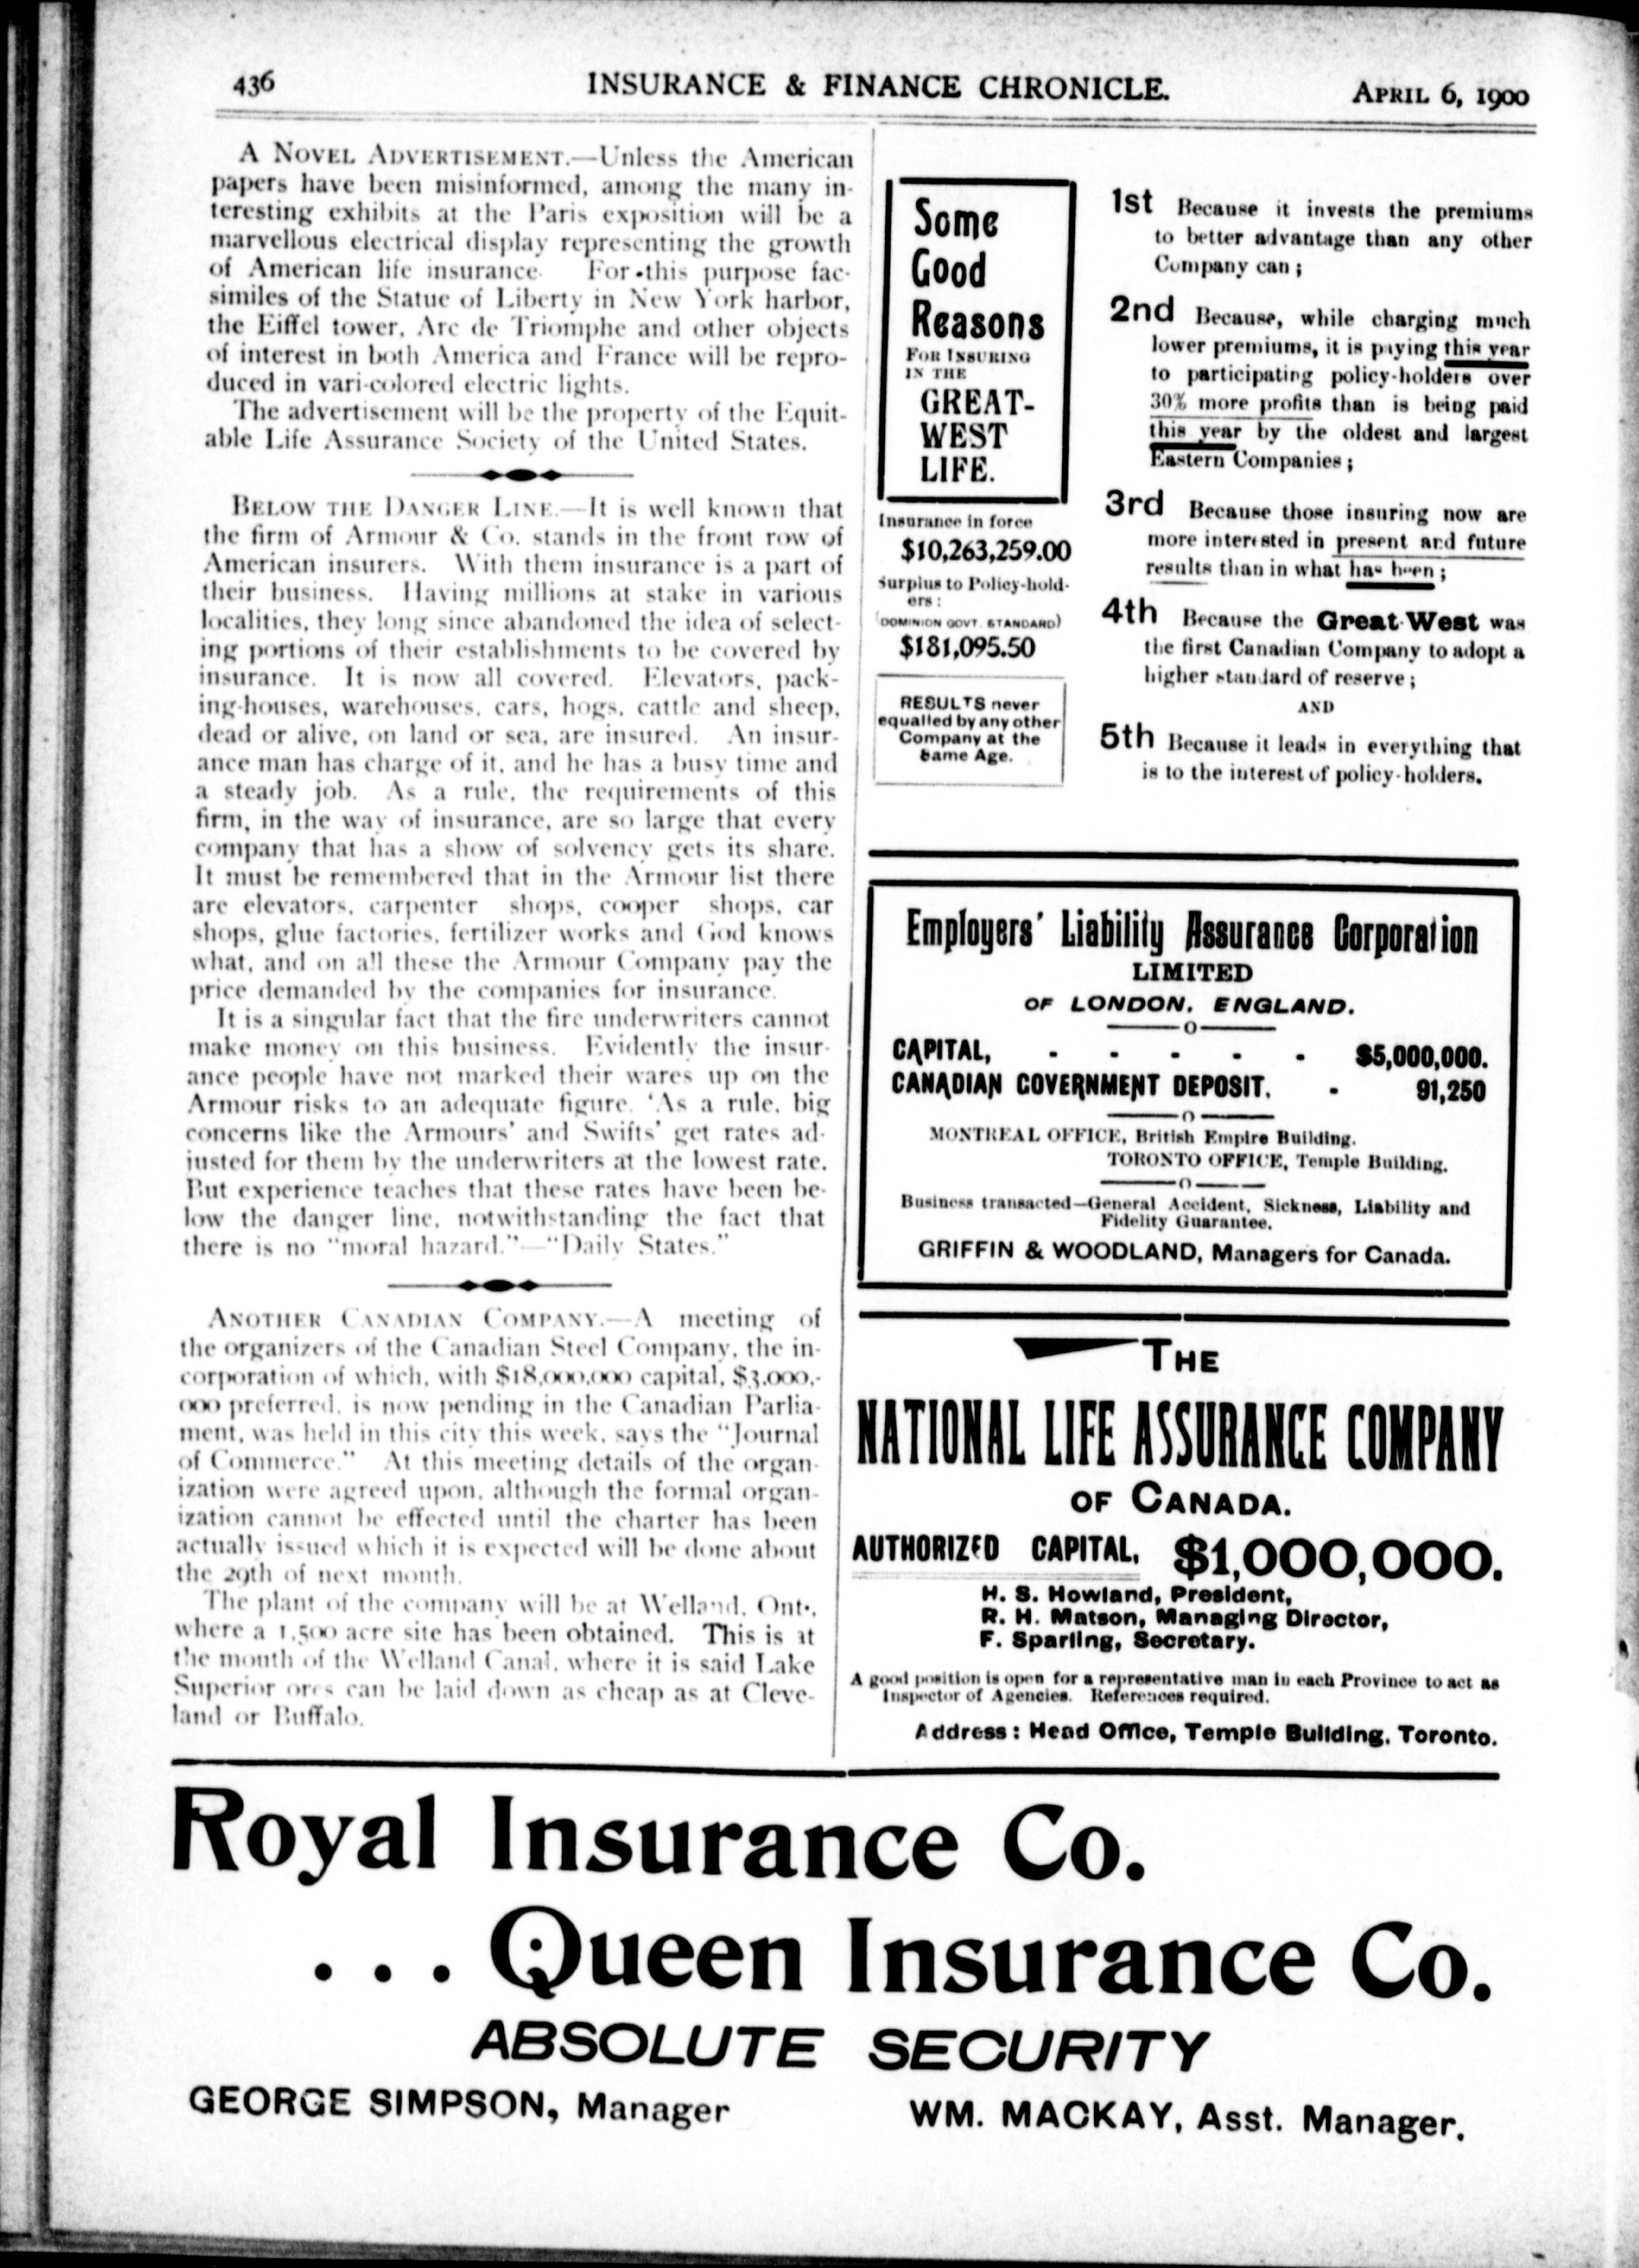 436
INSURANCE & FINANCE CHRONICLE.
APRIL 6, 1900
A NOVEL ADVERTISEMENT.—Unless the American
papers have been misinformed, among the many in-
teresting exhibits at the Paris exposition will be a
marvellous electrical display representing the growth
of American life insurance. For this purpose fac-
similes of the Statue of Liberty in New York harbor,
the Eiffel tower, Arc de Triomphe and other objects
of interest in both America and France will be repro-
duced in vari-colored electric lights.
The advertisement will be the property of the Equit-
able Life Assurance Society of the United States.
BELOW THE DANGER LINE.—It is well known that
the firm of Armour & Co. stands in the front row of
American insurers. With them insurance is a part of
their business. Having millions at stake in various
localities, they long since abandoned the idea of select-
ing portions of their establishments to be covered by
insurance. It is now all covered. Elevators, pack-
ing-houses, warehouses, cars, hogs, cattle and sheep,
dead or alive, on land or sea, are insured. An insur-
ance man has charge of it, and he has a busy time and
a steady job. As a rule, the requirements of this
firm, in the way of insurance, are so large that every
company that has a show of solvency gets its share.
It must be remembered that in the Armour list there
are elevators, carpenter shops, cooper shops, car
shops, glue factories, fertilizer works and God knows
what, and on all these the Armour Company pay the
price demanded by the companies for insurance.
It is a singular fact that the fire underwriters cannot
make money on this business. Evidently the insur-
ance people have not marked their wares up on the
Armour risks to an adequate figure. 'As a rule, big
concerns like the Armours' and Swifts' get rates ad-
justed for them by the underwriters at the lowest rate.
But experience teaches that these rates have been be-
low the danger line, notwithstanding the fact that
there is no "moral hazard."—"Daily States."
ANOTHER CANADIAN COMPANY.—A meeting of
the organizers of the Canadian Steel Company, the in-
corporation of which, with $18,000,000 capital, $3,000,-
000 preferred, is now pending in the Canadian Parlia-
ment, was held in this city this week, says the "Journal
of Commerce." At this meeting details of the organ-
ization were agreed upon, although the formal organ-
ization cannot be effected until the charter has been
actually issued which it is expected will be done about
the 29th of next month.
The plant of the company will be at Welland, Ont.,
where a 1,500 acre site has been obtained. This is at
the mouth of the Welland Canal, where it is said Lake
Superior ores can be laid down as cheap as at Cleve-
land or Buffalo.
Some
Good
Reasons
FOR INSURING
IN THE
GREAT-
WEST
LIFE.
Insurance in force
$10,263,259.00
Surplus to Policy-hold-
ers:
(DOMINION GOVT. STANDARD)
$181,095.50
RESULTS never
equalled by any other
Company at the
same Age.
1st Because it invests the premiums
to better advantage than any other
Company can;
2nd Because, while charging much
lower premiums, it is paying this year
to participating policy-holders over
30% more profits than is being paid
this year by the oldest and largest
Eastern Companies;
3rd Because those insuring now are
more interested in present and future
results than in what has been;
4th Because the Great-West was
the first Canadian Company to adopt a
higher standard of reserve;
AND
5th Because it leads in everything that
is to the interest of policy-holders.
Employers' Liability Assurance Corporation
LIMITED
OF LONDON, ENGLAND.
CAPITAL, - - - - - $5,000,000.
CANADIAN GOVERNMENT DEPOSIT, - 91,250
MONTREAL OFFICE, British Empire Building.
TORONTO OFFICE, Temple Building.
Business transacted—General Accident, Sickness, Liability and
Fidelity Guarantee.
GRIFFIN & WOODLAND, Managers for Canada.
THE
NATIONAL LIFE ASSURANCE COMPANY
OF CANADA.
AUTHORIZED CAPITAL, $1,000,000.
H. S. Howland, President,
R. H. Matson, Managing Director,
F. Sparling, Secretary.
A good position is open for a representative man in each Province to act as
Inspector of Agencies. References required.
Address: Head Office, Temple Building, Toronto.
Royal Insurance Co.
... Queen Insurance Co.
ABSOLUTE SECURITY
GEORGE SIMPSON, Manager
WM. MACKAY, Asst. Manager.